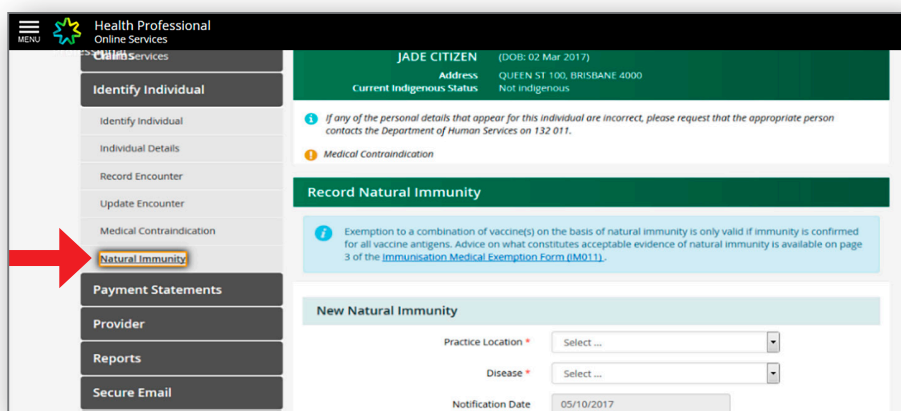 MENU
Health Professional
Online Services
Claims
Services
Identify Individual
Identify Individual
Individual Details
Record Encounter
Update Encounter
Medical Contraindication
Natural Immunity
Payment Statements
Provider
Reports
Secure Email
JADE CITIZEN (DOB: 02 Mar 2017)
Address QUEEN ST 100, BRISBANE 4000
Current Indigenous Status Not indigenous
If any of the personal details that appear for this individual are incorrect, please request that the appropriate person
contacts the Department of Human Services on 132 011.
Medical Contraindication
Record Natural Immunity
Exemption to a combination of vaccine(s) on the basis of natural immunity is only valid if immunity is confirmed
for all vaccine antigens. Advice on what constitutes acceptable evidence of natural immunity is available on page
3 of the Immunisation Medical Exemption Form (IM011) .
New Natural Immunity
Practice Location * Select ...
Disease * Select ...
Notification Date 05/10/2017